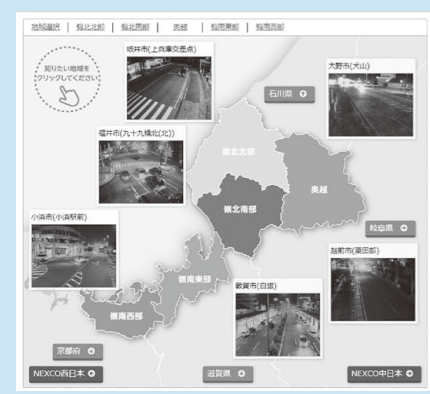 地域選択 | 嶺北北部 | 嶺北南部 | 奥越 | 嶺南東部 | 嶺南西部
知りたい地域を
クリックしてください
坂井市(上兵庫交差点)
大野市(犬山)
石川県
福井市(九十九橋北(北))
嶺北北部
奥越
嶺北南部
小浜市(小浜駅前)
岐阜県
越前市(粟田部)
嶺南東部
敦賀市(白銀)
嶺南西部
京都府
NEXCO西日本
滋賀県
NEXCO中日本